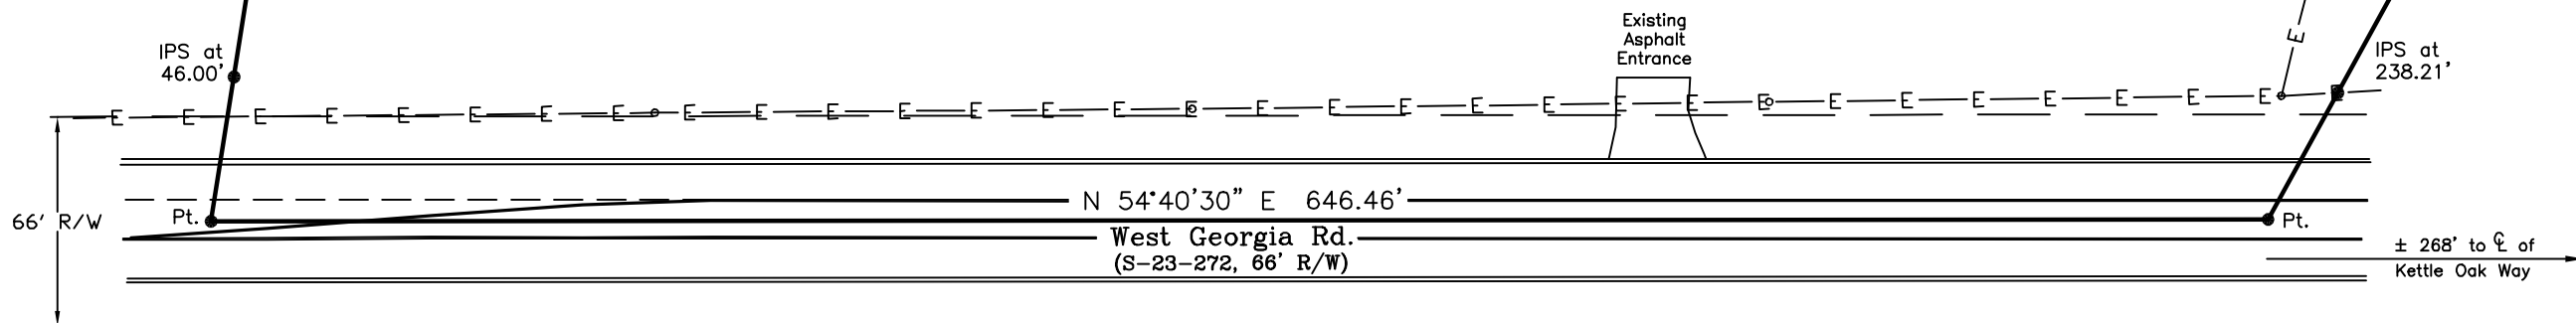 Existing
Asphalt
Entrance
IPS at
46.00'
IPS at
238.21'
E
E E E E E E E E E E E E E E E E E E E E E E E E E E E E E E E E
N 54°40'30" E 646.46'
66' R/W
Pt.
Pt.
West Georgia Rd.
(S-23-272, 66' R/W)
± 268' to ℄ of
Kettle Oak Way